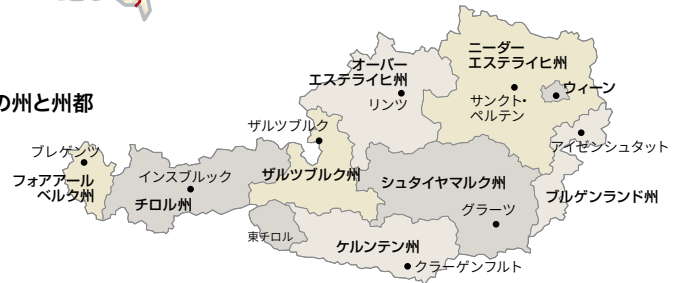 の州と州都
オーバー
エステライヒ州
リンツ
ニーダー
エステライヒ州
サンクト・
ペルテン
ウィーン
アイゼンシュタット
ブルゲンランド州
ザルツブルク
ザルツブルク州
シュタイヤマルク州
グラーツ
ブレゲンツ
フォアアール
ベルク州
インスブルック
チロル州
東チロル
ケルンテン州
クラーゲンフルト